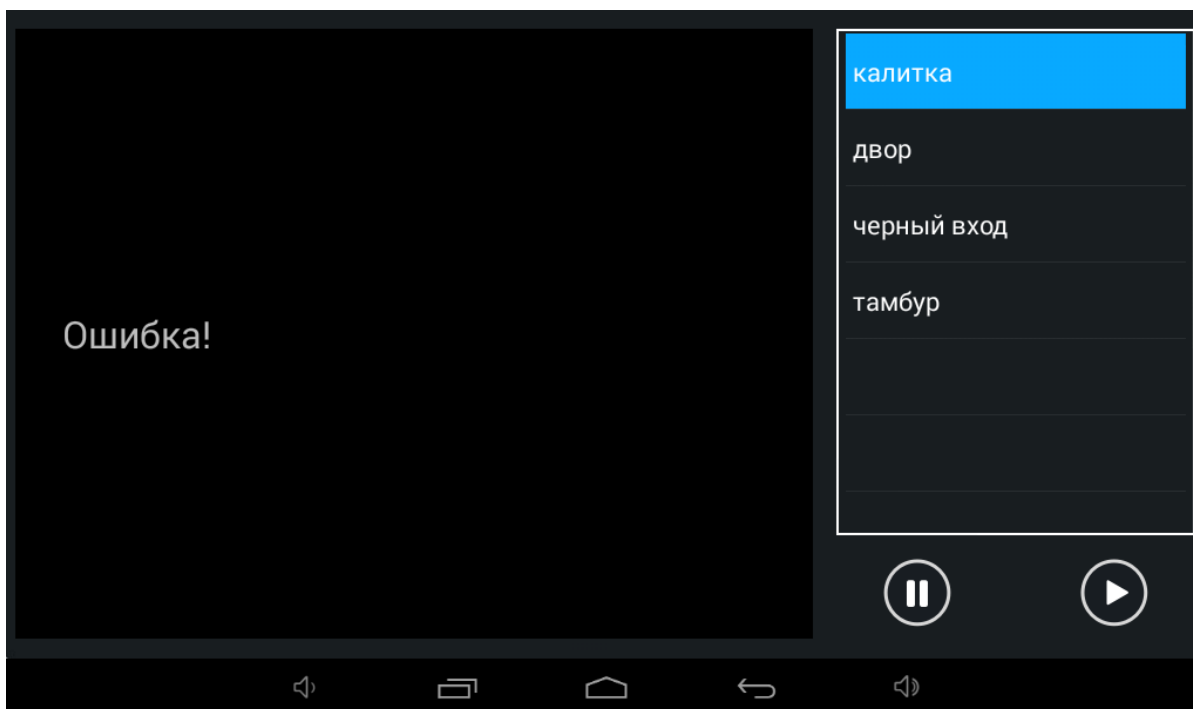 калитка
двор
черный вход
тамбур
Ошибка!